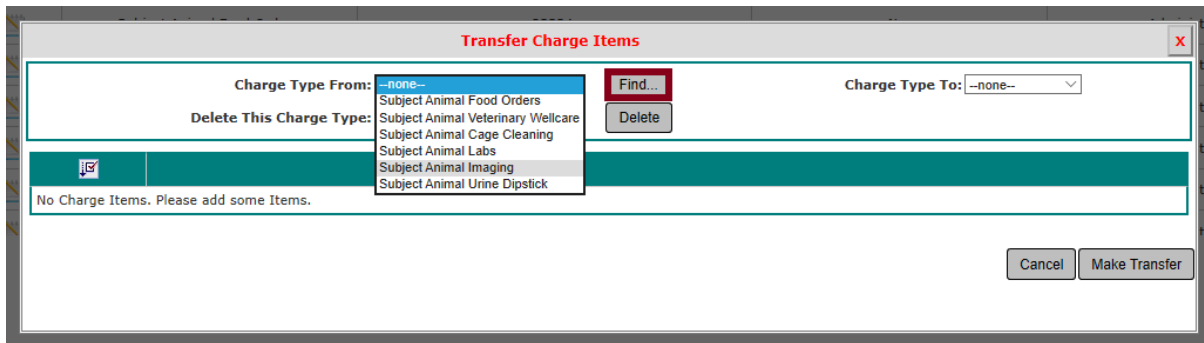 Transfer Charge Items
X
Charge Type From: --none-- Find... Charge Type To: --none--
Subject Animal Food Orders
Delete This Charge Type: Subject Animal Veterinary Wellcare Delete
Subject Animal Cage Cleaning
Subject Animal Labs
Subject Animal Imaging
Subject Animal Urine Dipstick
No Charge Items. Please add some Items.
Cancel Make Transfer